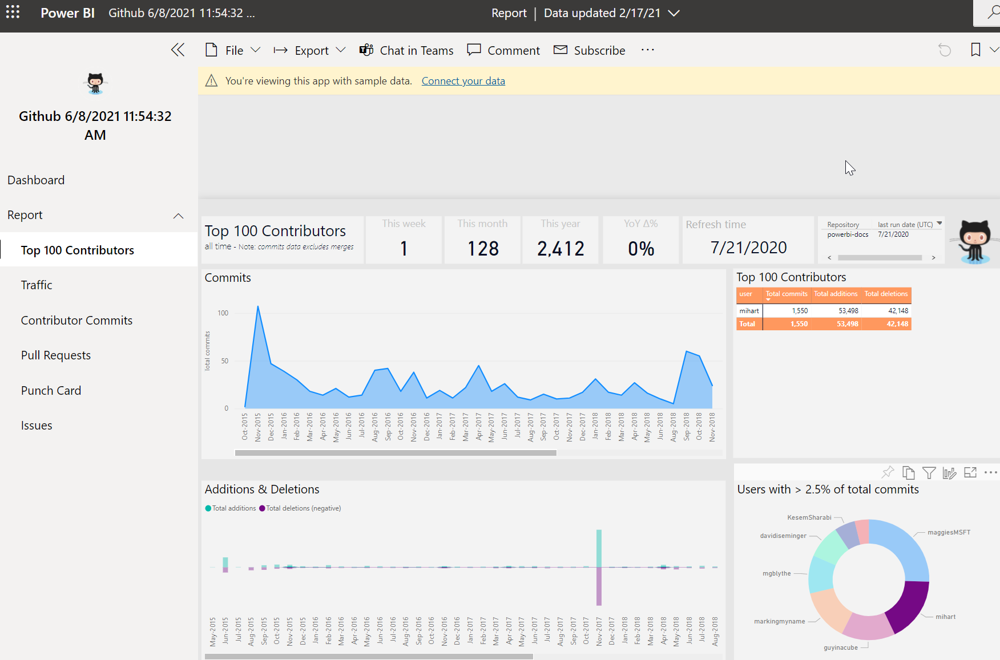 Power BI
Github 6/8/2021 11:54:32 ...
Report | Data updated 2/17/21
File
Export
Chat in Teams
Comment
Subscribe
...
You're viewing this app with sample data. Connect your data
Github 6/8/2021 11:54:32
AM
Dashboard
Report
Top 100 Contributors
Traffic
Contributor Commits
Pull Requests
Punch Card
Issues
Top 100 Contributors
all time - Note: commits data excludes merges
This week
1
This month
128
This year
2,412
YoY Δ%
0%
Refresh time
7/21/2020
Repository last run date (UTC)
powerbi-docs 7/21/2020
Commits
Total commits
100
50
0
Oct-2015
Nov-2015
Dec-2015
Jan-2016
Feb-2016
Mar-2016
Apr-2016
May-2016
Jun-2016
Jul-2016
Aug-2016
Sep-2016
Oct-2016
Nov-2016
Dec-2016
Jan-2017
Feb-2017
Mar-2017
Apr-2017
May-2017
Jun-2017
Jul-2017
Aug-2017
Sep-2017
Oct-2017
Nov-2017
Dec-2017
Jan-2018
Feb-2018
Mar-2018
Apr-2018
May-2018
Jun-2018
Aug-2018
Sep-2018
Oct-2018
Nov-2018
Top 100 Contributors
user Total commits Total additions Total deletions
mihart 1,550 53,498 42,148
Total 1,550 53,498 42,148
Additions & Deletions
Total additions Total deletions (negative)
May-2015
Jun-2015
Jul-2015
Aug-2015
Sep-2015
Oct-2015
Nov-2015
Dec-2015
Jan-2016
Feb-2016
Mar-2016
Apr-2016
May-2016
Jun-2016
Jul-2016
Aug-2016
Sep-2016
Oct-2016
Nov-2016
Dec-2016
Jan-2017
Feb-2017
Mar-2017
Apr-2017
May-2017
Jun-2017
Jul-2017
Aug-2017
Sep-2017
Oct-2017
Nov-2017
Dec-2017
Jan-2018
Feb-2018
Mar-2018
Apr-2018
May-2018
Jun-2018
Jul-2018
Aug-2018
Users with > 2.5% of total commits
KesemSharabi
maggiesMSFT
davidiseminger
mgblythe
mihart
markingmyname
guyinacube